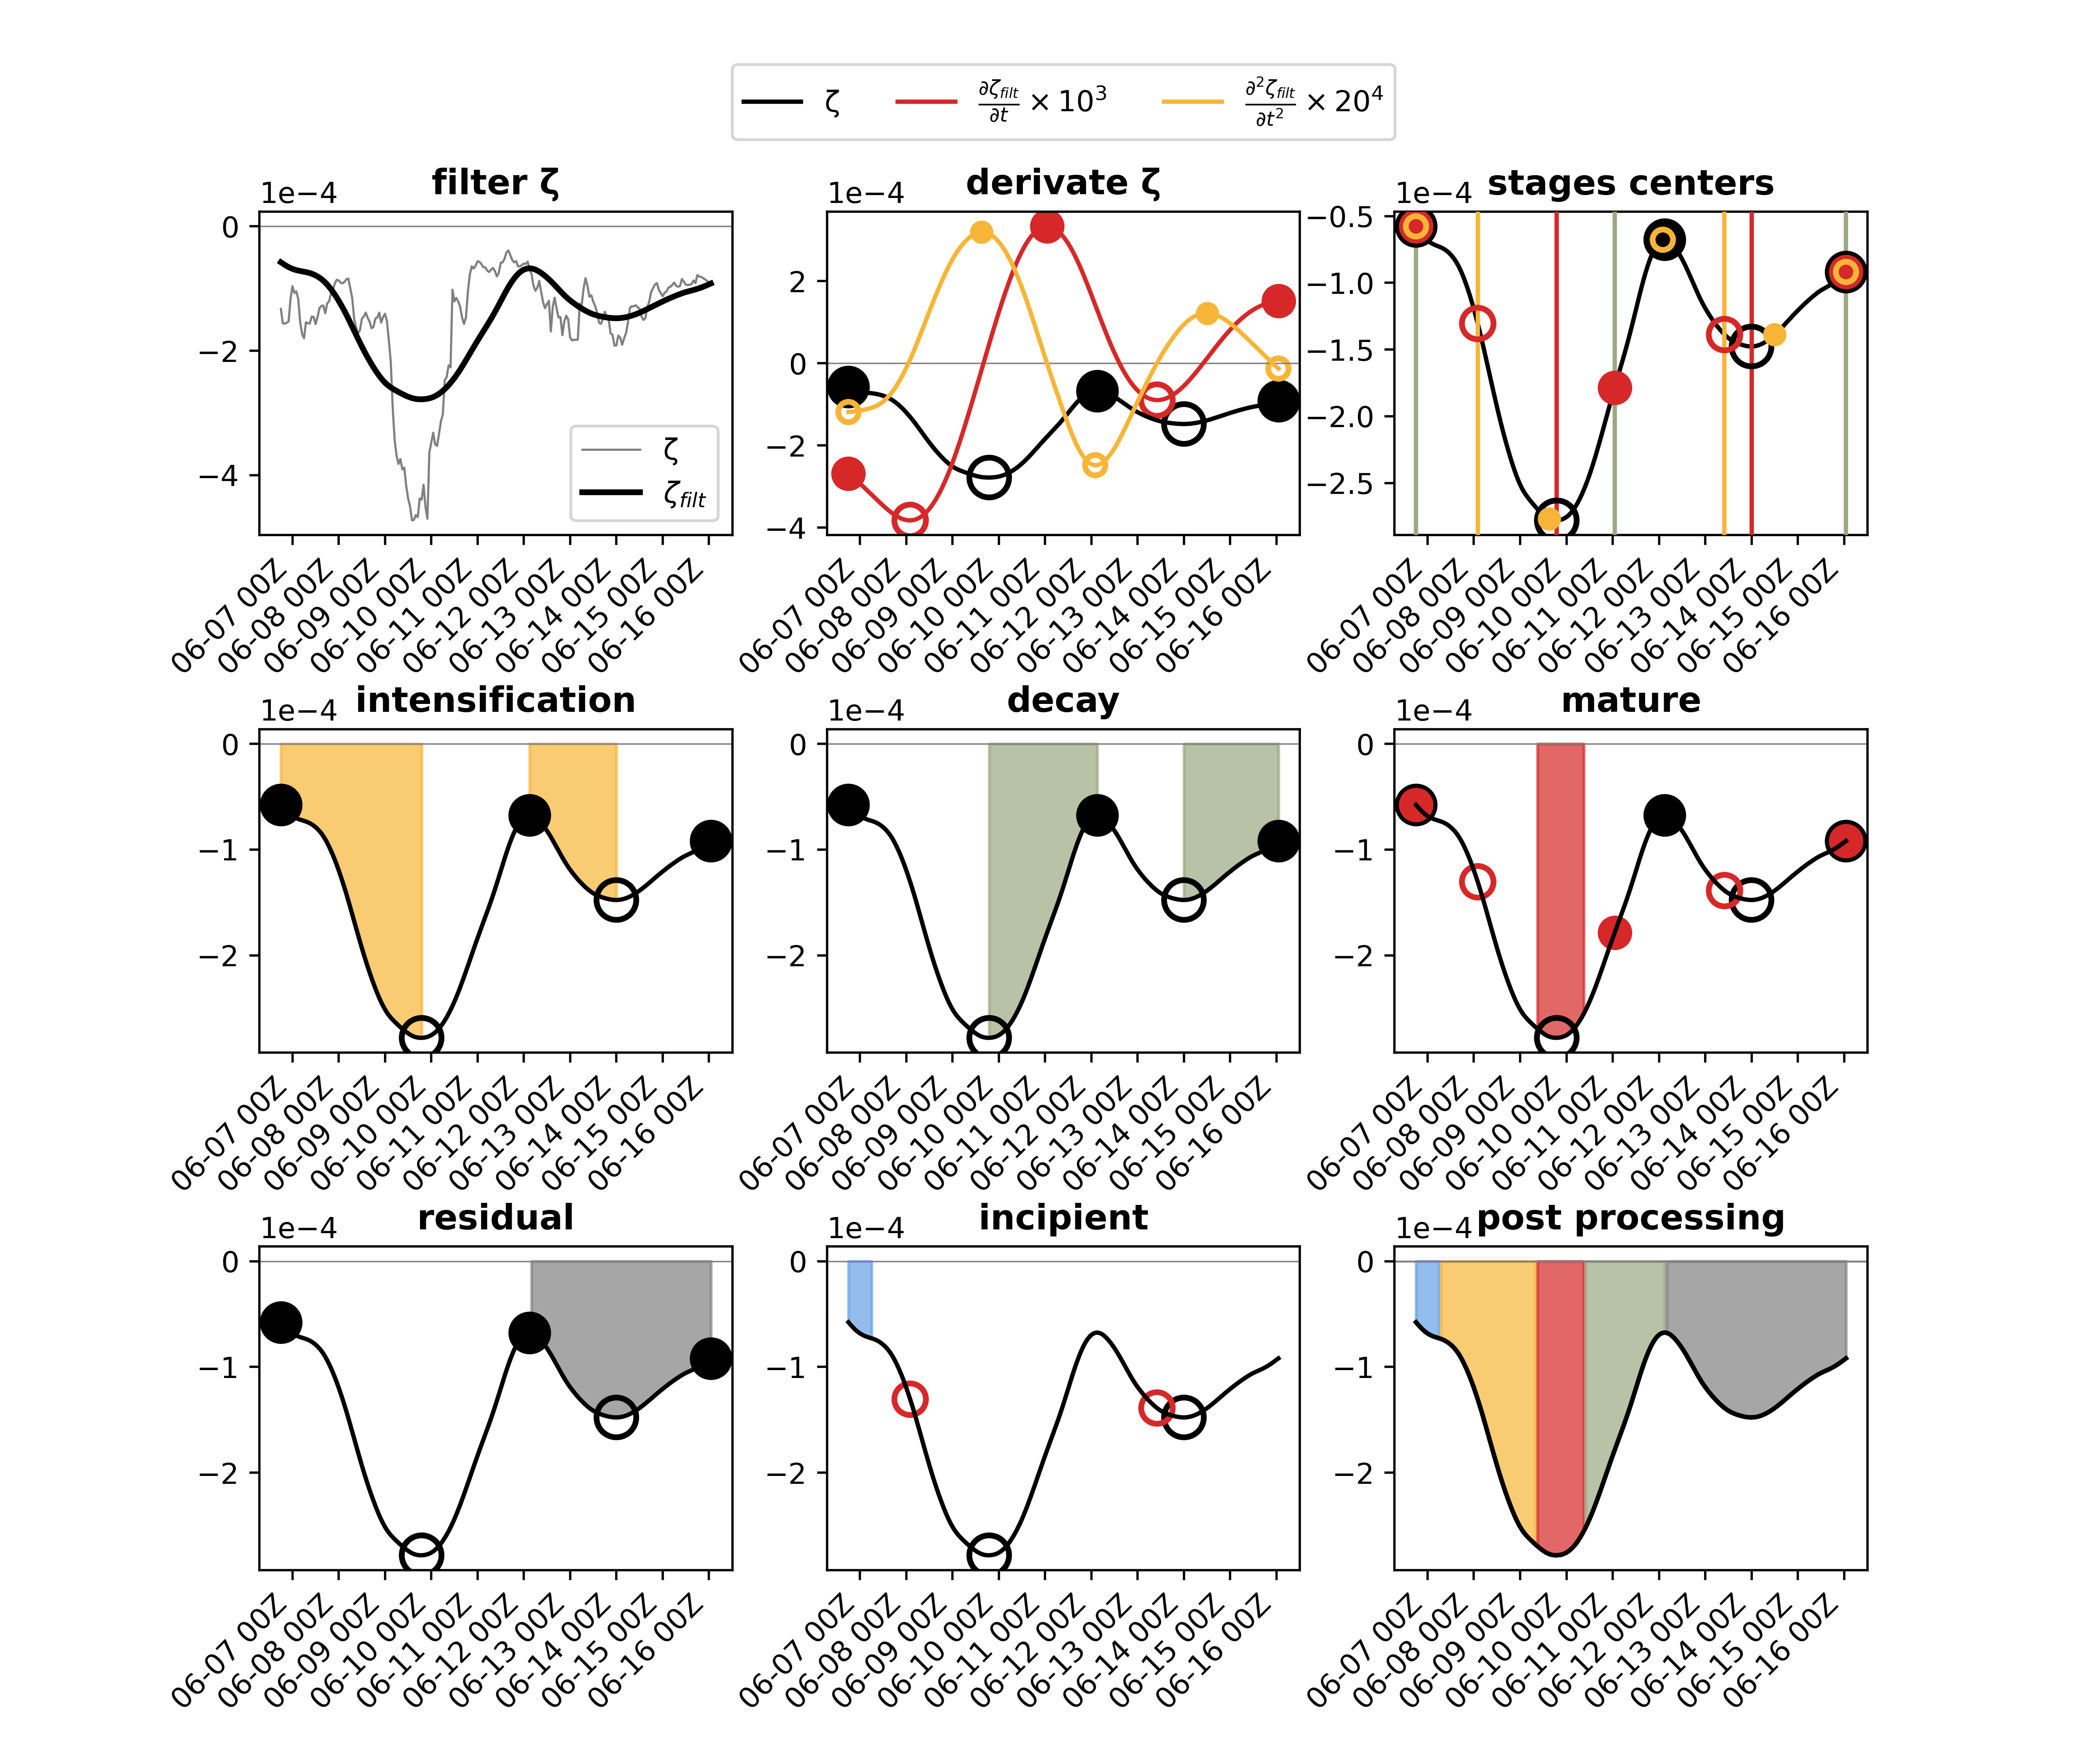 ζ ∂ζfilt/∂t × 10³ ∂²ζfilt/∂t² × 20⁴
filter ζ
1e−4
0
−2
−4
ζ
ζfilt
06-07 00Z 06-08 00Z 06-09 00Z 06-10 00Z 06-11 00Z 06-12 00Z 06-13 00Z 06-14 00Z 06-15 00Z 06-16 00Z
derivate ζ
1e−4
2
0
−2
−4
06-07 00Z 06-08 00Z 06-09 00Z 06-10 00Z 06-11 00Z 06-12 00Z 06-13 00Z 06-14 00Z 06-15 00Z 06-16 00Z
stages centers
1e−4
−0.5
−1.0
−1.5
−2.0
−2.5
06-07 00Z 06-08 00Z 06-09 00Z 06-10 00Z 06-11 00Z 06-12 00Z 06-13 00Z 06-14 00Z 06-15 00Z 06-16 00Z
intensification
1e−4
0
−1
−2
06-07 00Z 06-08 00Z 06-09 00Z 06-10 00Z 06-11 00Z 06-12 00Z 06-13 00Z 06-14 00Z 06-15 00Z 06-16 00Z
decay
1e−4
0
−1
−2
06-07 00Z 06-08 00Z 06-09 00Z 06-10 00Z 06-11 00Z 06-12 00Z 06-13 00Z 06-14 00Z 06-15 00Z 06-16 00Z
mature
1e−4
0
−1
−2
06-07 00Z 06-08 00Z 06-09 00Z 06-10 00Z 06-11 00Z 06-12 00Z 06-13 00Z 06-14 00Z 06-15 00Z 06-16 00Z
residual
1e−4
0
−1
−2
06-07 00Z 06-08 00Z 06-09 00Z 06-10 00Z 06-11 00Z 06-12 00Z 06-13 00Z 06-14 00Z 06-15 00Z 06-16 00Z
incipient
1e−4
0
−1
−2
06-07 00Z 06-08 00Z 06-09 00Z 06-10 00Z 06-11 00Z 06-12 00Z 06-13 00Z 06-14 00Z 06-15 00Z 06-16 00Z
post processing
1e−4
0
−1
−2
06-07 00Z 06-08 00Z 06-09 00Z 06-10 00Z 06-11 00Z 06-12 00Z 06-13 00Z 06-14 00Z 06-15 00Z 06-16 00Z